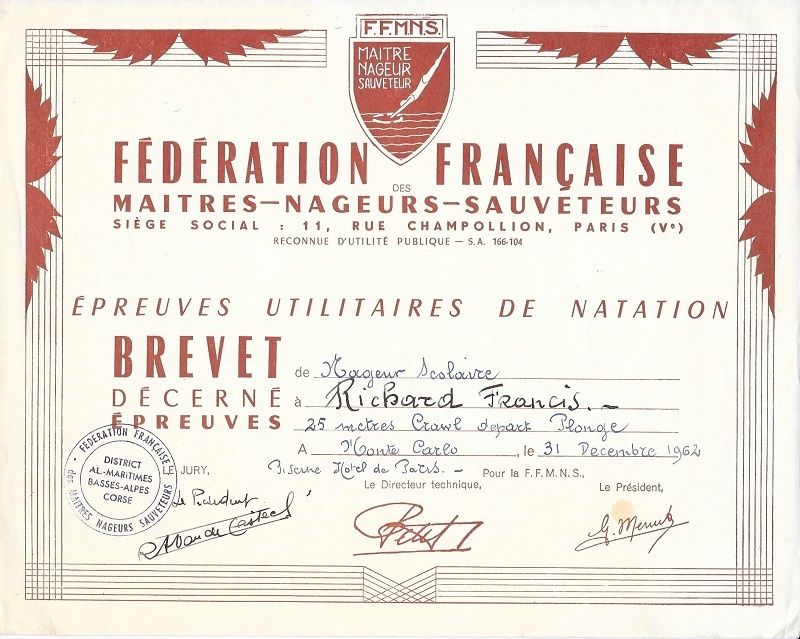 F.F.M.N.S.
MAITRE
NAGEUR
SAUVETEUR
FÉDÉRATION FRANÇAISE
DES
MAITRES-NAGEURS-SAUVETEURS
SIÈGE SOCIAL : 11, RUE CHAMPOLLION, PARIS (Vº)
RECONNUE D'UTILITÉ PUBLIQUE — S.A. 166-104
ÉPREUVES UTILITAIRES DE NATATION
BREVET de Nageur Scolaire
DÉCERNÉ à Richard Francis. —
ÉPREUVES 25 mètres Crawl départ Plongé
A Monte Carlo, le 31 Decembre 1962
LE JURY, Piscine Hotel de Paris. — Pour la F.F.M.N.S.,
Le Directeur technique, Le Président,
FÉDÉRATION FRANÇAISE
des MAITRES NAGEURS SAUVETEURS
DISTRICT
AL.-MARITIMES
BASSES-ALPES
CORSE
Le President